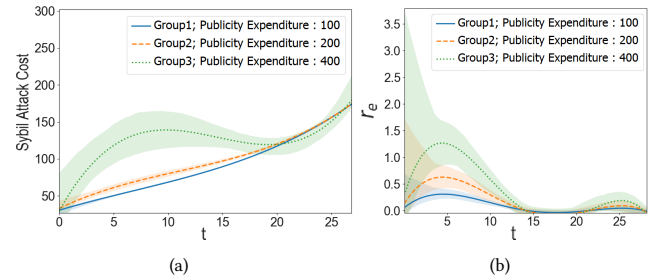 300
250
200
150
100
50
0
5
10
15
20
25
t
Sybil Attack Cost
Group1; Publicity Expenditure : 100
Group2; Publicity Expenditure : 200
Group3; Publicity Expenditure : 400
(a)
3.5
3.0
2.5
2.0
1.5
1.0
0.5
0.0
5
10
15
20
25
t
r_e
Group1; Publicity Expenditure : 100
Group2; Publicity Expenditure : 200
Group3; Publicity Expenditure : 400
(b)